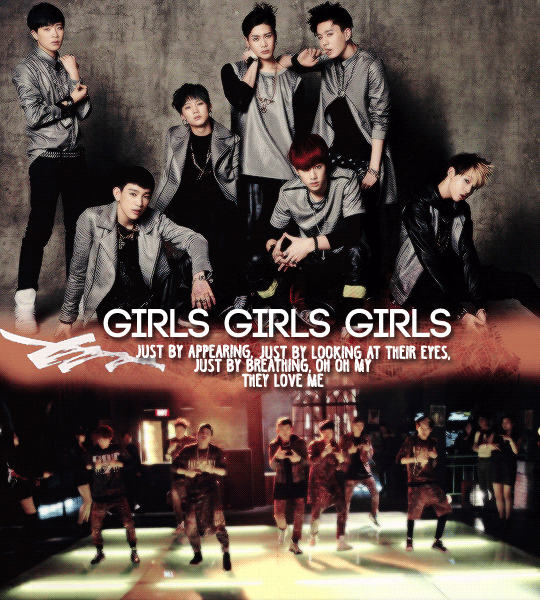 GIRLS GIRLS GIRLS
JUST BY APPEARING, JUST BY LOOKING AT THEIR EYES,
JUST BY BREATHING, OH OH MY
THEY LOVE ME